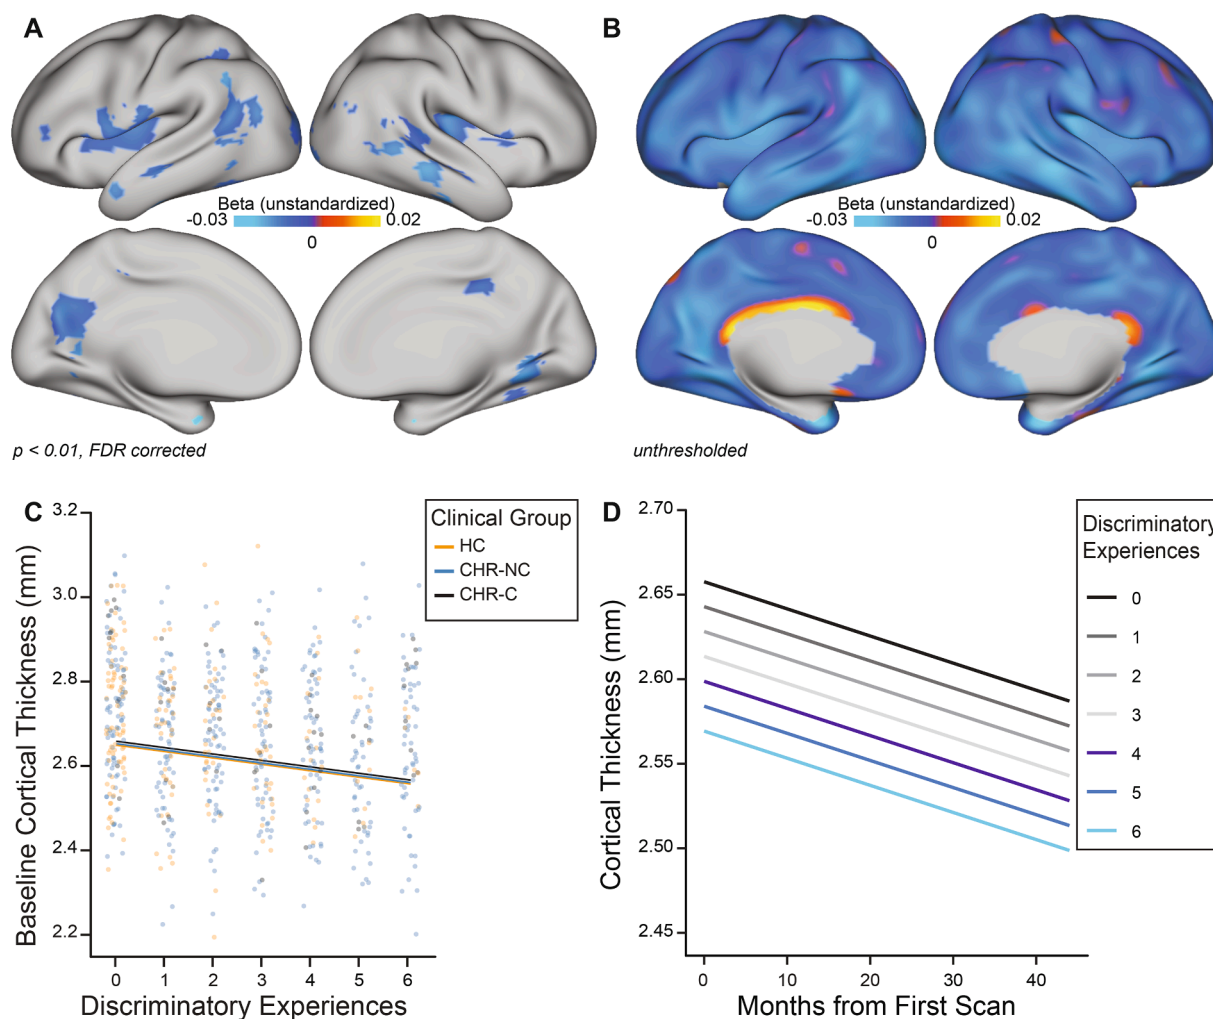 A
B
Beta (unstandardized)
-0.03
0.02
0
Beta (unstandardized)
-0.03
0.02
0
p < 0.01, FDR corrected
unthresholded
C
Baseline Cortical Thickness (mm)
3.2
3.0
2.8
2.6
2.4
2.2
0 1 2 3 4 5 6
Discriminatory Experiences
Clinical Group
HC
CHR-NC
CHR-C
D
Cortical Thickness (mm)
2.70
2.65
2.60
2.55
2.50
2.45
0 10 20 30 40
Months from First Scan
Discriminatory
Experiences
0
1
2
3
4
5
6